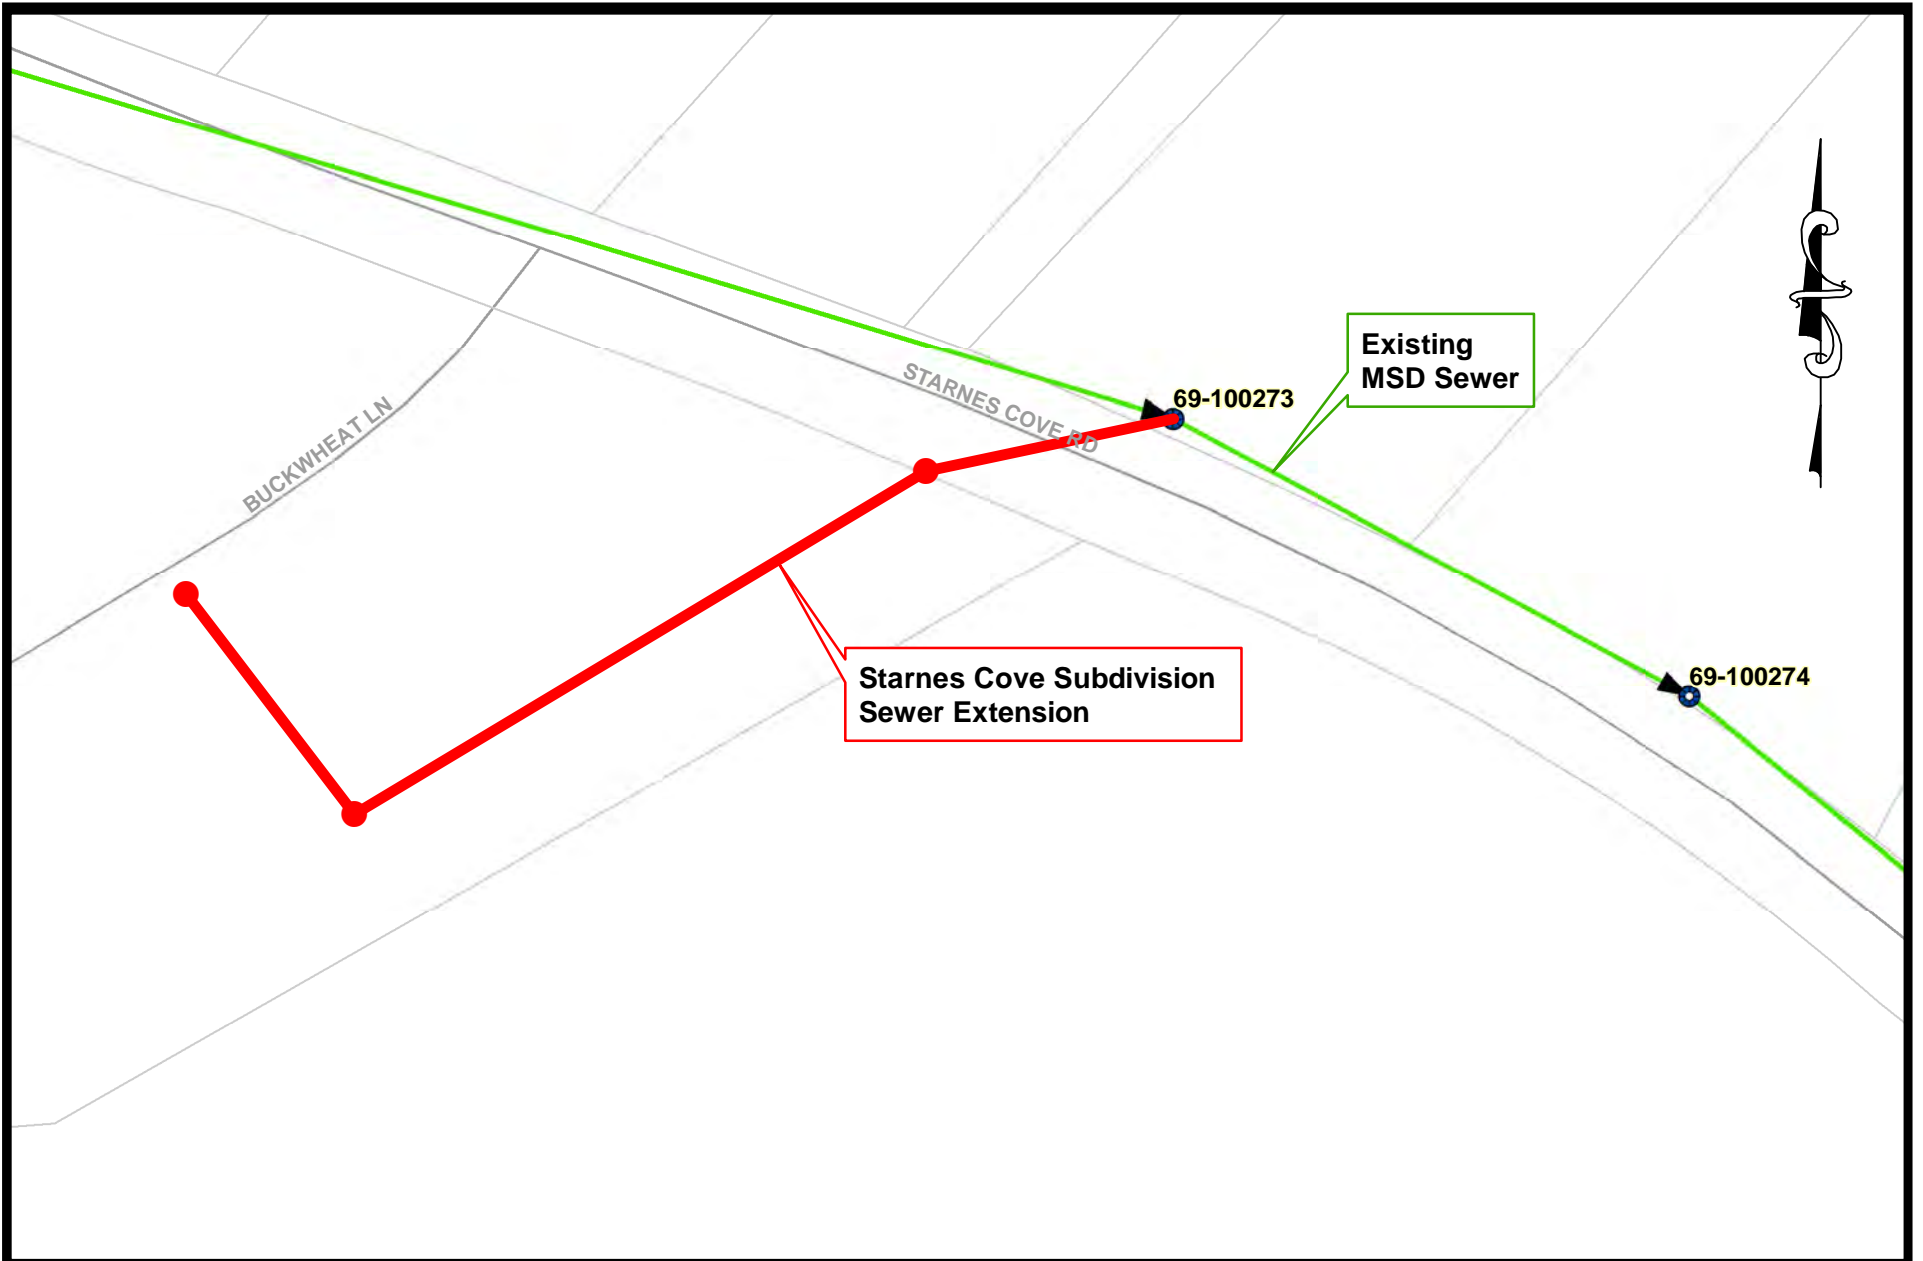 Existing
MSD Sewer
STARNES COVE RD
69-100273
BUCKWHEAT LN
Starnes Cove Subdivision
Sewer Extension
69-100274